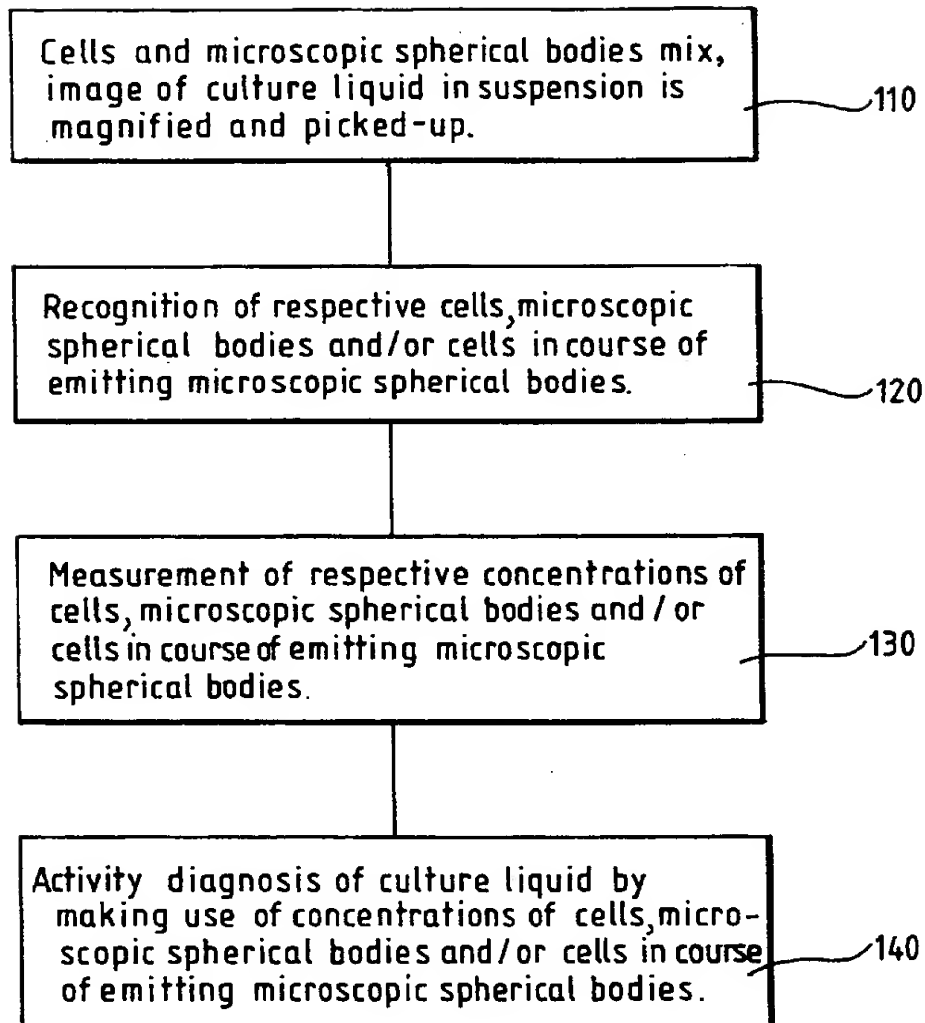 Cells and microscopic spherical bodies mix,
image of culture liquid in suspension is
magnified and picked-up.
110
Recognition of respective cells, microscopic
spherical bodies and/or cells in course of
emitting microscopic spherical bodies.
120
Measurement of respective concentrations of
cells, microscopic spherical bodies and / or
cells in course of emitting microscopic
spherical bodies.
130
Activity diagnosis of culture liquid by
making use of concentrations of cells, micro-
scopic spherical bodies and/or cells in course
of emitting microscopic spherical bodies.
140